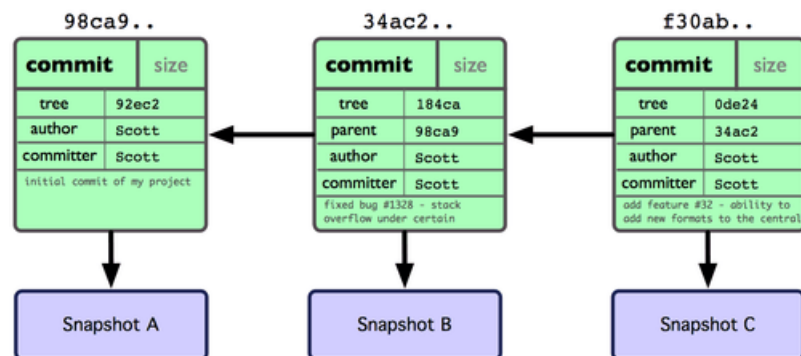 98ca9..
commit size
tree 92ec2
author Scott
committer Scott
initial commit of my project
Snapshot A
34ac2..
commit size
tree 184ca
parent 98ca9
author Scott
committer Scott
fixed bug #1328 - stack
overflow under certain
Snapshot B
f30ab..
commit size
tree 0de24
parent 34ac2
author Scott
committer Scott
add feature #32 - ability to
add new formats to the central
Snapshot C